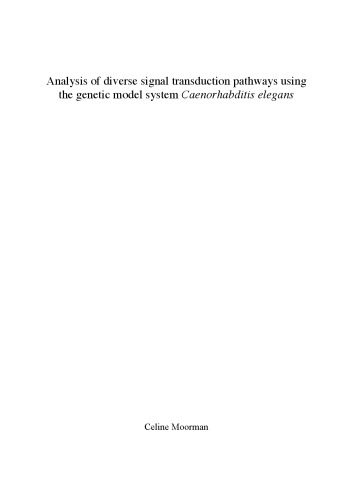 Analysis of diverse signal transduction pathways using
the genetic model system Caenorhabditis elegans
Celine Moorman